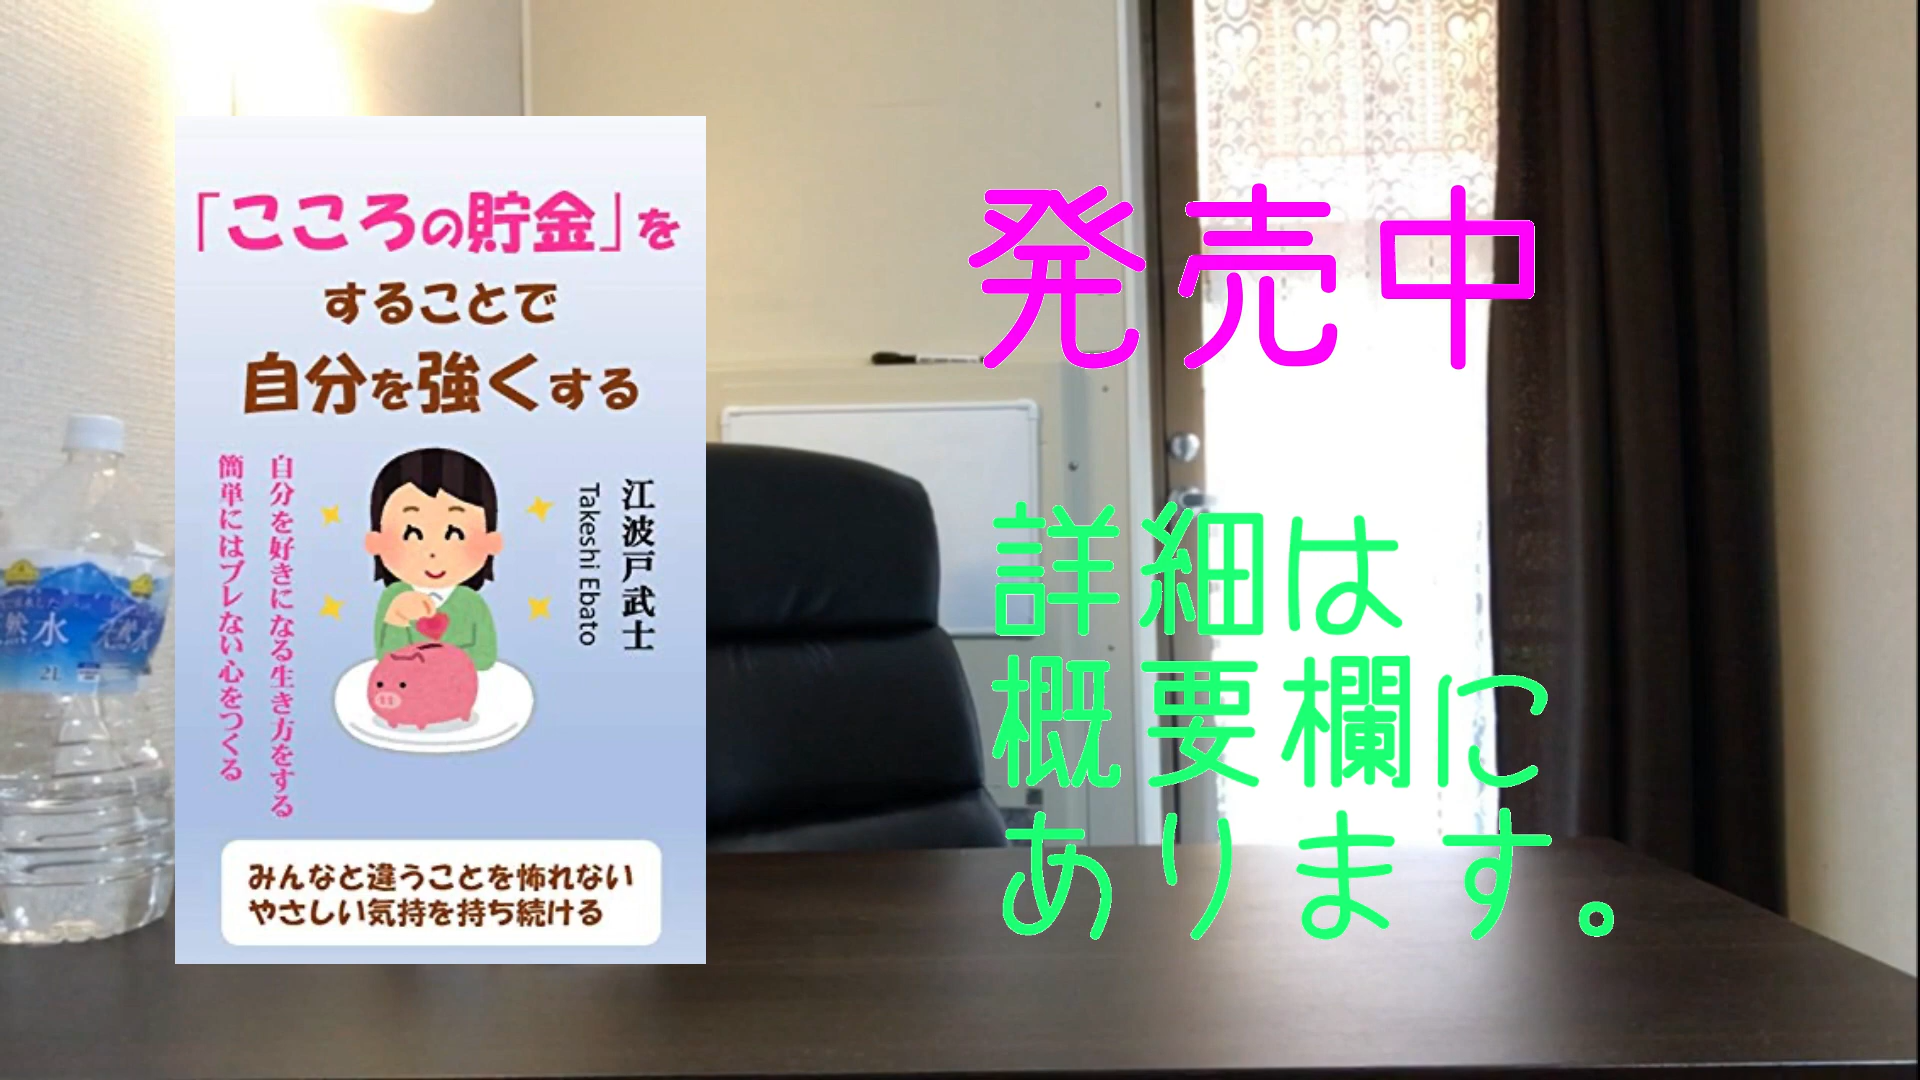 「こころの貯金」を
することで
自分を強くする
江波戸武士
Takeshi Ebato
自分を好きになる生き方をする
簡単にはブレない心をつくる
みんなと違うことを怖れない
やさしい気持を持ち続ける
発売中
詳細は
概要欄に
あります。
然水
2L